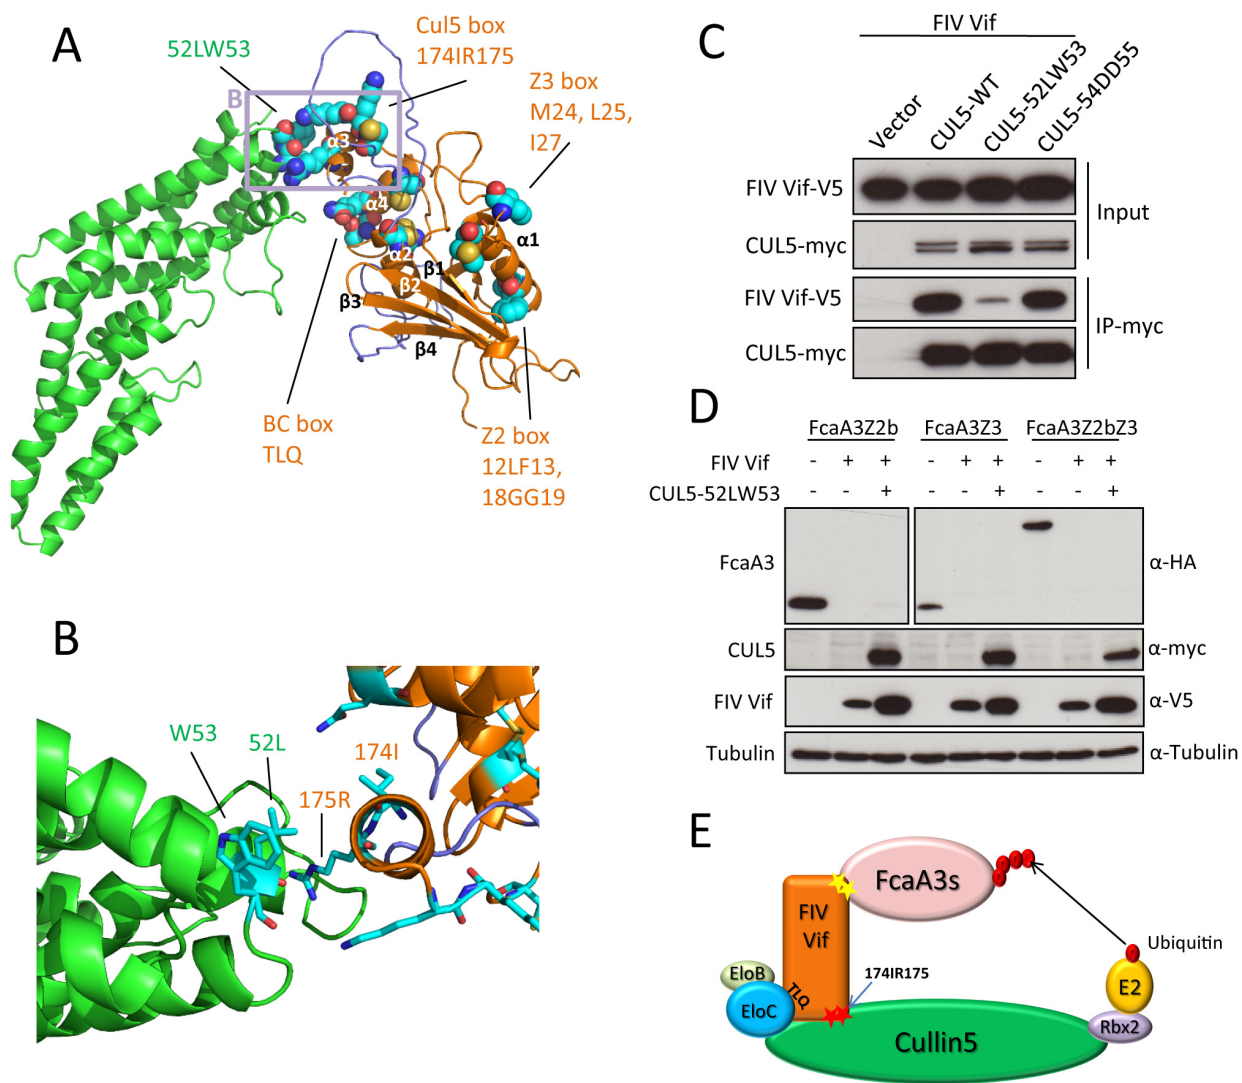 A
52LW53
Cul5 box
174IR175
Z3 box
M24, L25,
I27
B
α3
α4
α2
α1
β1
β2
β3
β4
BC box
TLQ
Z2 box
12LF13,
18GG19
B
W53
52L
174I
175R
C
FIV Vif
Vector
CUL5-WT
CUL5-52LW53
CUL5-54DD55
FIV Vif-V5
CUL5-myc
Input
FIV Vif-V5
CUL5-myc
IP-myc
D
FcaA3Z2b FcaA3Z3 FcaA3Z2bZ3
FIV Vif - + + - + + - + +
CUL5-52LW53 - - + - - + - - +
FcaA3 α-HA
CUL5 α-myc
FIV Vif α-V5
Tubulin α-Tubulin
E
FcaA3s
FIV
Vif
Ubiquitin
174IR175
EloB
TLQ
E2
EloC
Rbx2
Cullin5